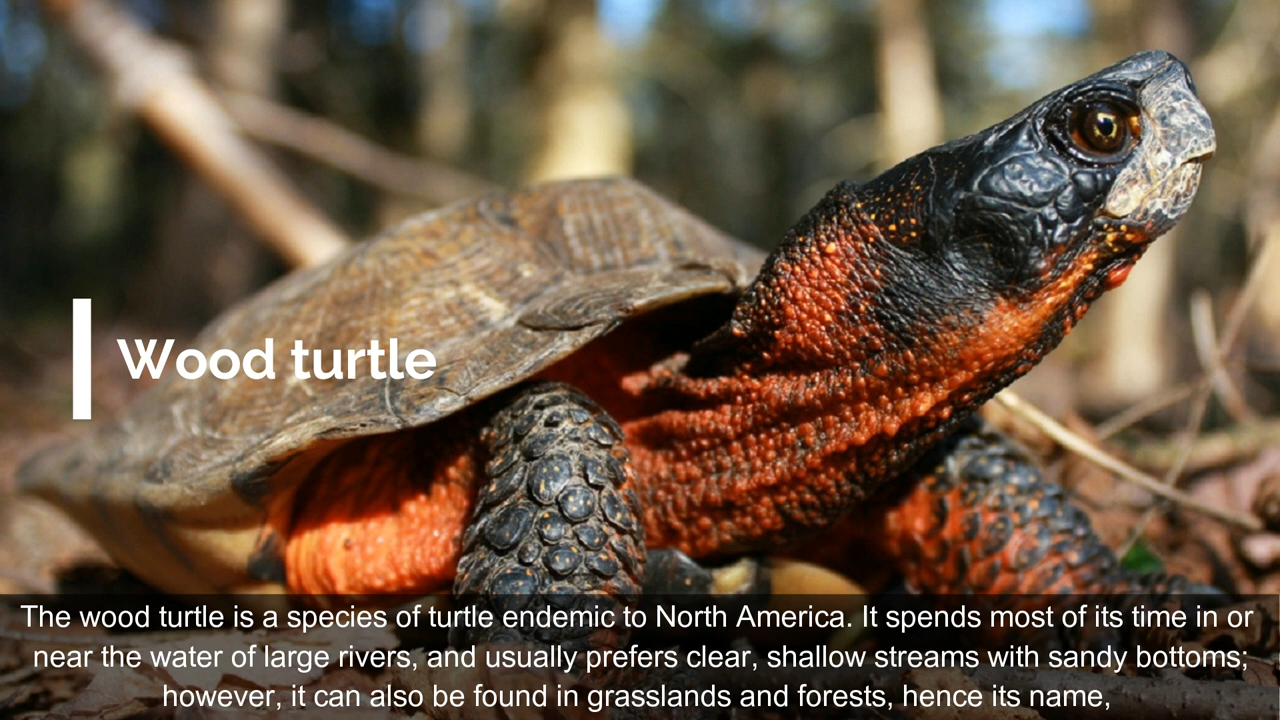 Wood turtle
The wood turtle is a species of turtle endemic to North America. It spends most of its time in or
near the water of large rivers, and usually prefers clear, shallow streams with sandy bottoms;
however, it can also be found in grasslands and forests, hence its name,